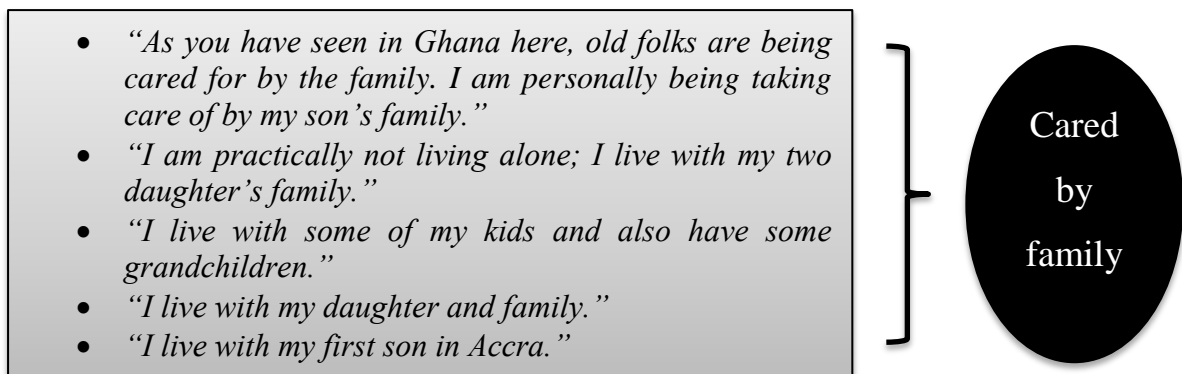 • “As you have seen in Ghana here, old folks are being
cared for by the family. I am personally being taking
care of by my son’s family.”
• “I am practically not living alone; I live with my two
daughter’s family.”
• “I live with some of my kids and also have some
grandchildren.”
• “I live with my daughter and family.”
• “I live with my first son in Accra.”
Cared
by
family